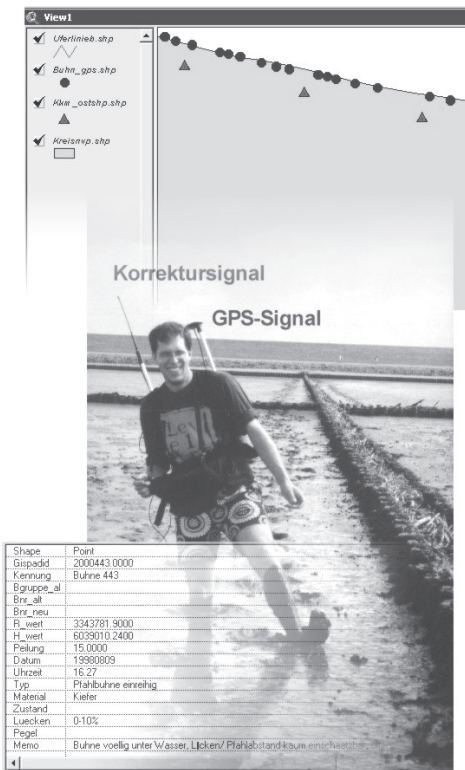 View1
Uferlinieb.shp
Buhn_gps.shp
Kkm_ostshp.shp
Kreisnvp.shp
Korrektursignal
GPS-Signal
Shape Point
Gispadid 2000443.0000
Kennung Buhne 443
Bgruppe_al
Bnr_alt
Bnr_neu
R_wert 3343781.9000
H_wert 6039010.2400
Peilung 15.0000
Datum 19980809
Uhrzeit 16.27
Typ Pfahlbuhne einreihig
Material Kiefer
Zustand
Luecken 0-10%
Pegel
Memo Buhne voellig unter Wasser, Lücken/ Pfahlabstand kaum einschaetzbar